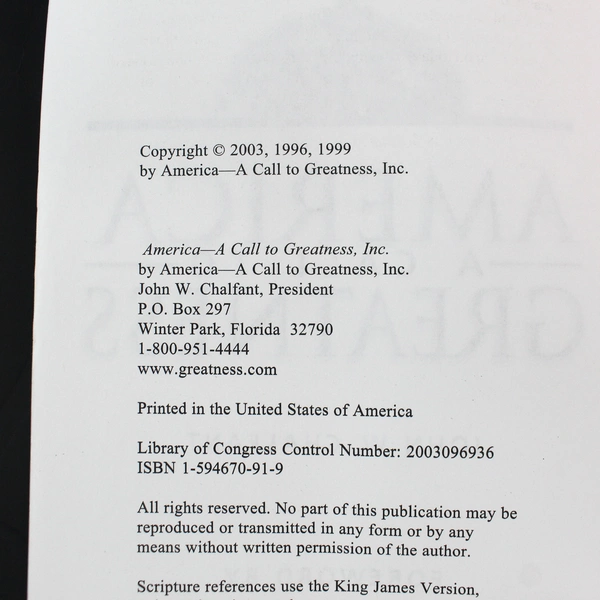 Copyright © 2003, 1996, 1999
by America—A Call to Greatness, Inc.
America—A Call to Greatness, Inc.
by America—A Call to Greatness, Inc.
John W. Chalfant, President
P.O. Box 297
Winter Park, Florida 32790
1-800-951-4444
www.greatness.com
Printed in the United States of America
Library of Congress Control Number: 2003096936
ISBN 1-594670-91-9
All rights reserved. No part of this publication may be
reproduced or transmitted in any form or by any
means without written permission of the author.
Scripture references use the King James Version,